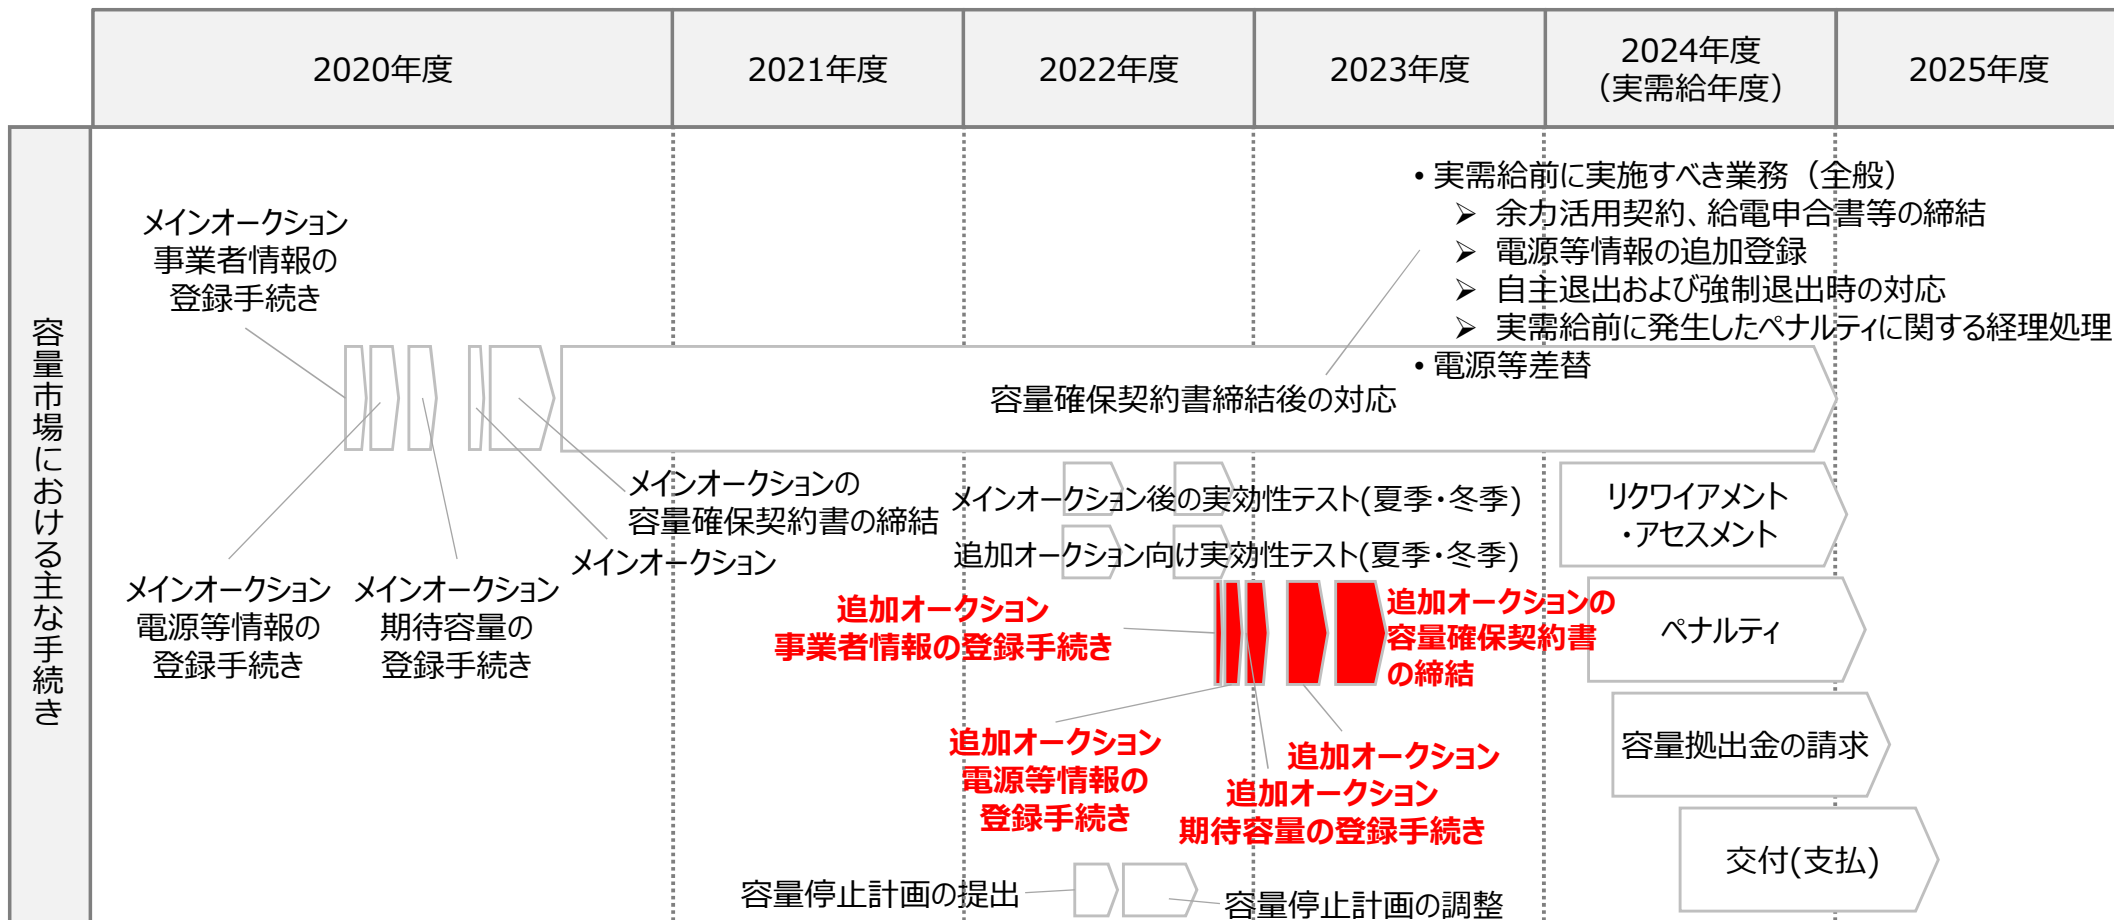 2020年度
2021年度
2022年度
2023年度
2024年度
（実需給年度）
2025年度
容量市場における主な手続き
メインオークション
事業者情報の
登録手続き
・実需給前に実施すべき業務（全般）
➢ 余力活用契約、給電申合書等の締結
➢ 電源等情報の追加登録
➢ 自主退出および強制退出時の対応
➢ 実需給前に発生したペナルティに関する経理処理
・電源等差替
容量確保契約書締結後の対応
メインオークションの
容量確保契約書の締結
メインオークション
メインオークション
電源等情報の
登録手続き
メインオークション
期待容量の
登録手続き
メインオークション後の実効性テスト(夏季・冬季)
追加オークション向け実効性テスト(夏季・冬季)
リクワイアメント
・アセスメント
追加オークション
事業者情報の登録手続き
追加オークションの
容量確保契約書
の締結
ペナルティ
追加オークション
電源等情報の
登録手続き
追加オークション
追加オークション
期待容量の登録手続き
容量拠出金の請求
交付(支払)
容量停止計画の提出
容量停止計画の調整